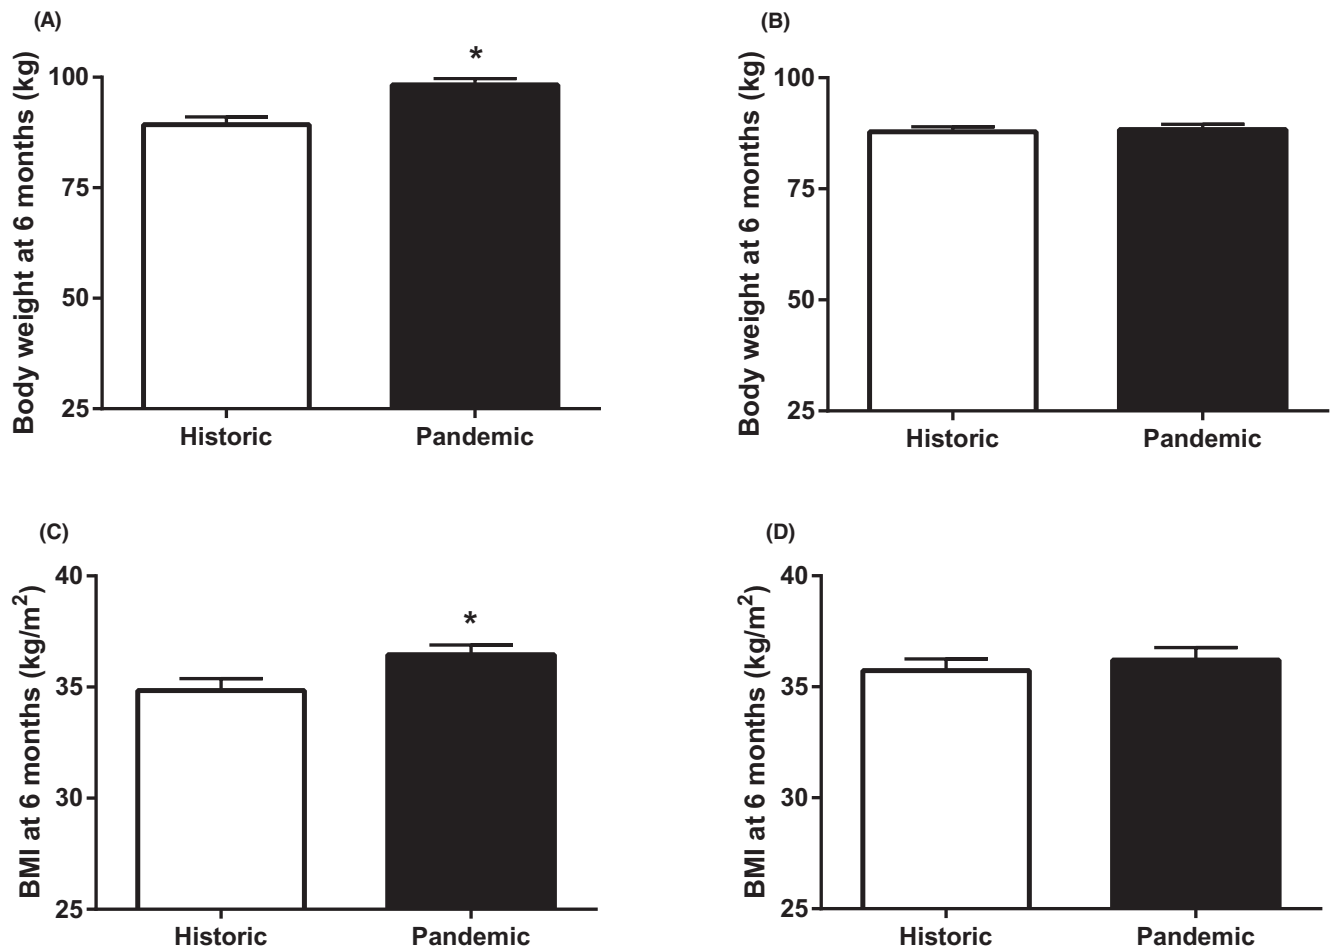 (A)
Body weight at 6 months (kg)
100
75
50
25
*
Historic
Pandemic
(B)
Body weight at 6 months (kg)
100
75
50
25
Historic
Pandemic
(C)
BMI at 6 months (kg/m²)
40
35
30
25
*
Historic
Pandemic
(D)
BMI at 6 months (kg/m²)
40
35
30
25
Historic
Pandemic